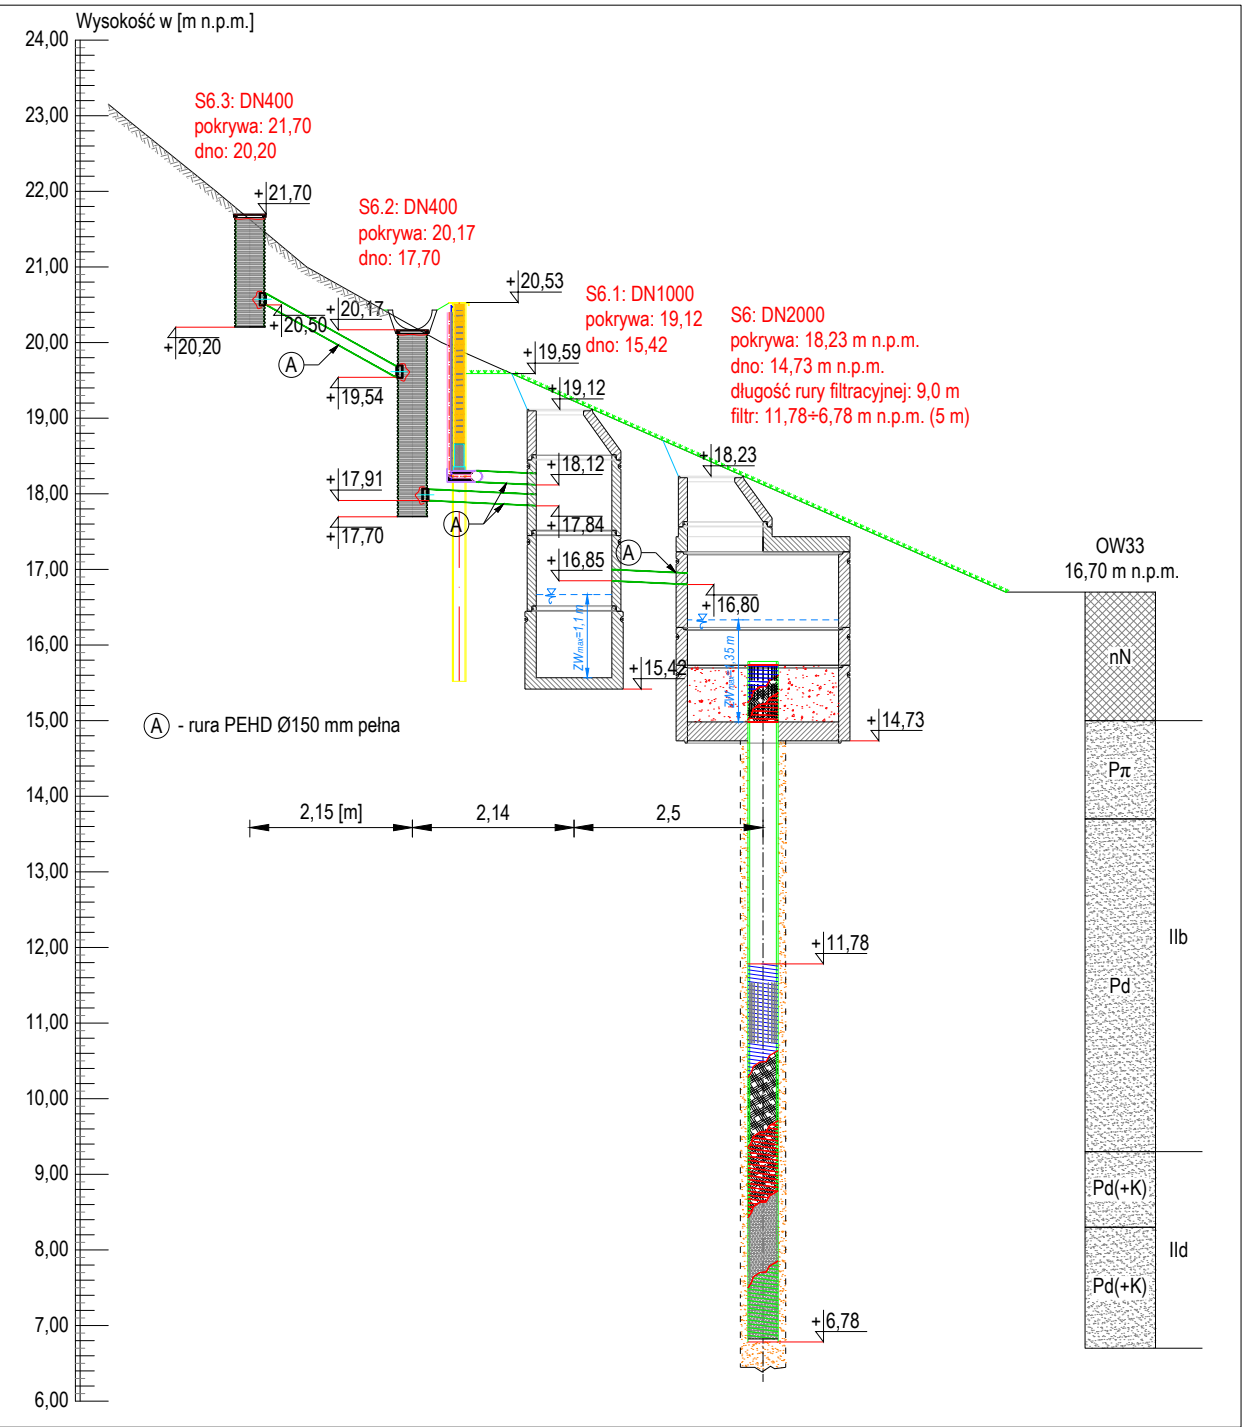 Wysokość w [m n.p.m.]
24,00
23,00
22,00
21,00
20,00
19,00
18,00
17,00
16,00
15,00
14,00
13,00
12,00
11,00
10,00
9,00
8,00
7,00
6,00
S6.3: DN400
pokrywa: 21,70
dno: 20,20
+21,70
S6.2: DN400
pokrywa: 20,17
dno: 17,70
+20,53
S6.1: DN1000
pokrywa: 19,12
dno: 15,42
S6: DN2000
pokrywa: 18,23 m n.p.m.
dno: 14,73 m n.p.m.
długość rury filtracyjnej: 9,0 m
filtr: 11,78÷6,78 m n.p.m. (5 m)
+20,17
+20,50
+20,20
A
+19,54
+19,59
+19,12
+18,23
+18,12
+17,91
+17,84
+17,70
A
A
+16,85
+16,80
ZWmax=1,1 m
+15,42
+14,73
OW33
16,70 m n.p.m.
nN
Pπ
Pd
Pd(+K)
Pd(+K)
IIb
IId
A - rura PEHD Ø150 mm pełna
2,15 [m]
2,14
2,5
+11,78
+6,78